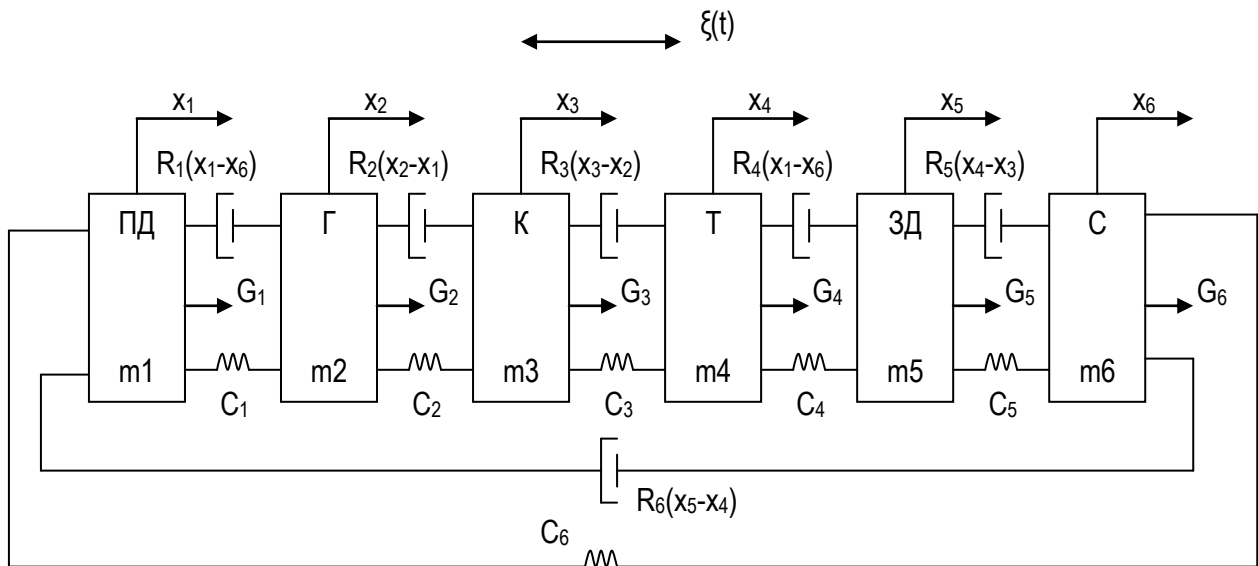 ξ(t)
x₁ x₂ x₃ x₄ x₅ x₆
R₁(x₁-x₆) R₂(x₂-x₁) R₃(x₃-x₂) R₄(x₁-x₆) R₅(x₄-x₃)
ПД Г К Т ЗД С
G₁ G₂ G₃ G₄ G₅ G₆
m1 m2 m3 m4 m5 m6
C₁ C₂ C₃ C₄ C₅
R₆(x₅-x₄)
C₆